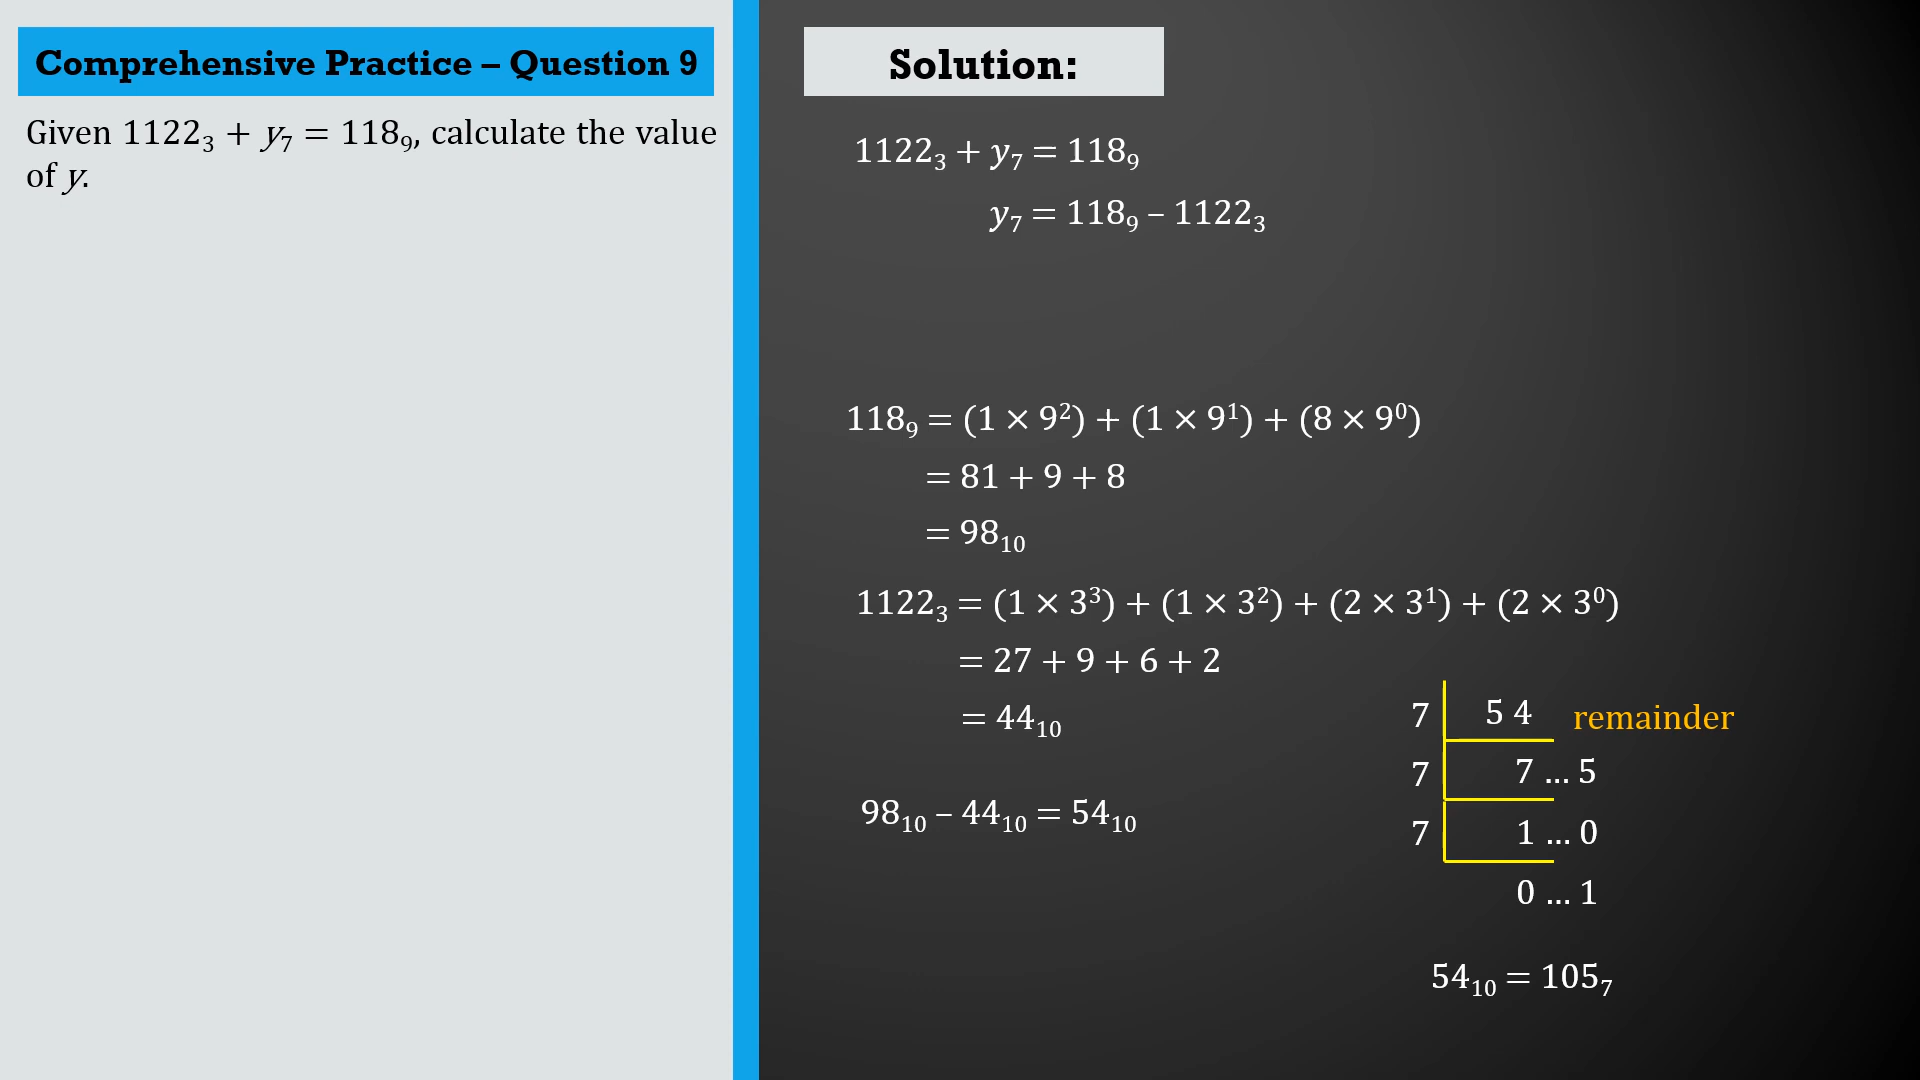 Comprehensive Practice – Question 9
Given 1122₃ + y₇ = 118₉, calculate the value
of y.
Solution:
1122₃ + y₇ = 118₉
y₇ = 118₉ – 1122₃
118₉ = (1 × 9²) + (1 × 9¹) + (8 × 9⁰)
= 81 + 9 + 8
= 98₁₀
1122₃ = (1 × 3³) + (1 × 3²) + (2 × 3¹) + (2 × 3⁰)
= 27 + 9 + 6 + 2
= 44₁₀
98₁₀ – 44₁₀ = 54₁₀
7 5 4 remainder
7 7 ... 5
7 1 ... 0
0 ... 1
54₁₀ = 105₇